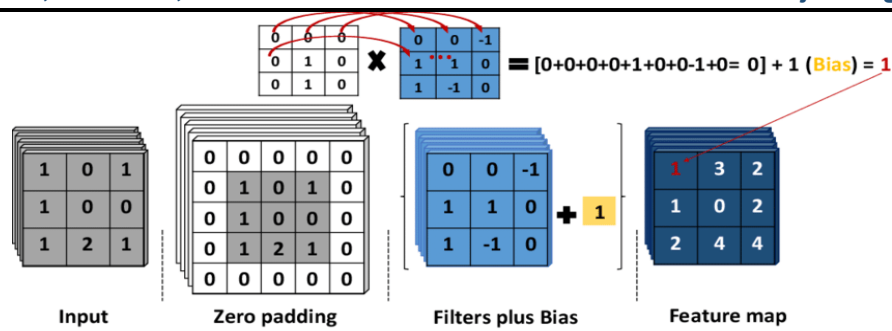 0 0 0
0 1 0
0 1 0
×
0 0 -1
1 ... 1 0
1 -1 0
= [0+0+0+0+1+0+0-1+0= 0] + 1 (Bias) = 1
1 0 1
1 0 0
1 2 1
0 0 0 0 0
0 1 0 1 0
0 1 0 0 0
0 1 2 1 0
0 0 0 0 0
0 0 -1
1 1 0
1 -1 0
+ 1
1 3 2
1 0 2
2 4 4
Input
Zero padding
Filters plus Bias
Feature map